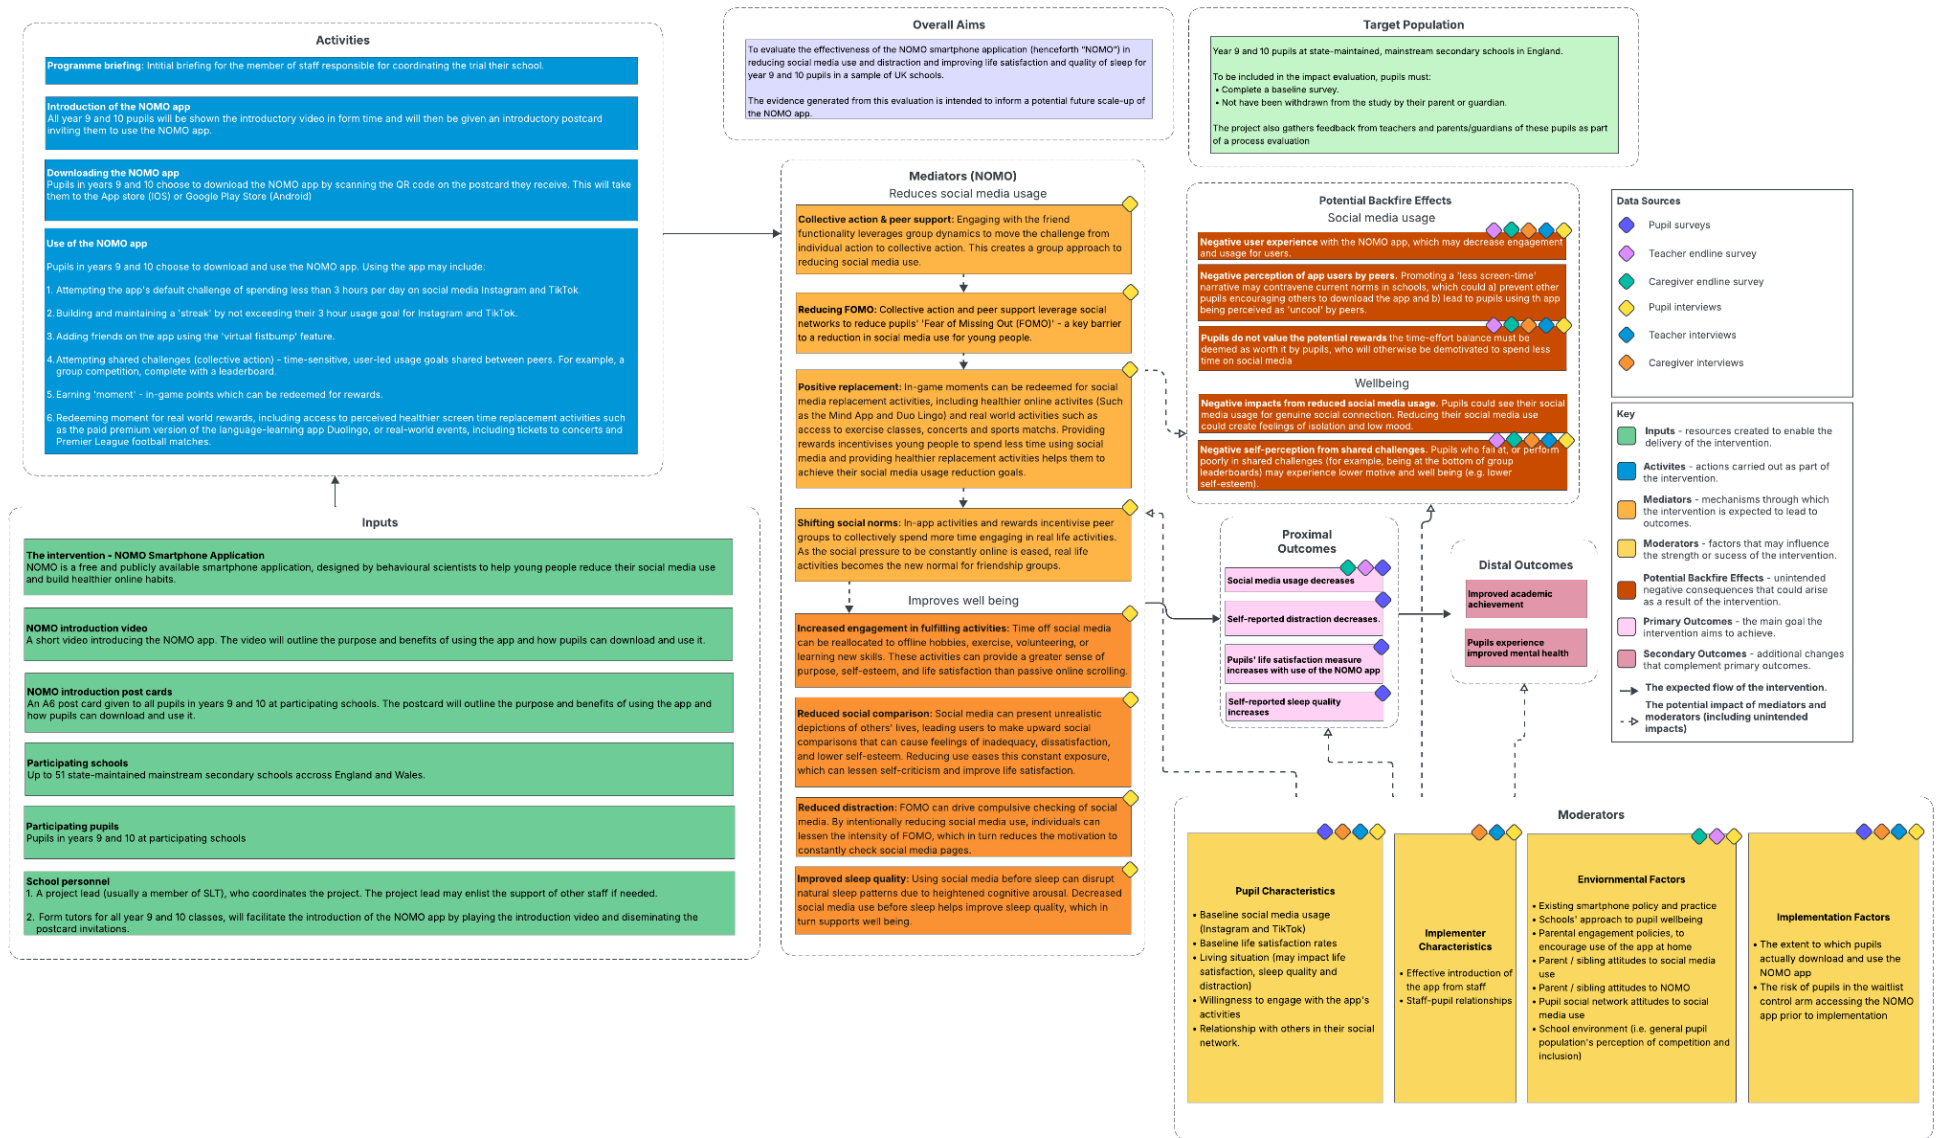 Activities
Programme briefing: Intitial briefing for the member of staff responsible for coordinating the trial their school.
Introduction of the NOMO app
All year 9 and 10 pupils will be shown the introductory video in form time and will then be given an introductory postcard
inviting them to use the NOMO app.
Downloading the NOMO app
Pupils in years 9 and 10 choose to download the NOMO app by scanning the QR code on the postcard they receive. This will take
them to the App store (IOS) or Google Play Store (Android)
Use of the NOMO app
Pupils in years 9 and 10 choose to download and use the NOMO app. Using the app may include:
1. Attempting the app's default challenge of spending less than 3 hours per day on social media Instagram and TikTok.
2. Building and maintaining a 'streak' by not exceeding their 3 hour usage goal for Instagram and TikTok.
3. Adding friends on the app using the 'virtual fistbump' feature.
4. Attempting shared challenges (collective action) - time-sensitive, user-led usage goals shared between peers. For example, a
group competition, complete with a leaderboard.
5. Earning 'moment' - in-game points which can be redeemed for rewards.
6. Redeeming moment for real world rewards, including access to perceived healthier screen time replacement activities such
as the paid premium version of the language-learning app Duolingo, or real-world events, including tickets to concerts and
Premier League football matches.
Inputs
The intervention - NOMO Smartphone Application
NOMO is a free and publicly available smartphone application, designed by behavioural scientists to help young people reduce their social media use
and build healthier online habits.
NOMO introduction video
A short video introducing the NOMO app. The video will outline the purpose and benefits of using the app and how pupils can download and use it.
NOMO introduction post cards
An A6 post card given to all pupils in years 9 and 10 at participating schools. The postcard will outline the purpose and benefits of using the app and
how pupils can download and use it.
Participating schools
Up to 51 state-maintained mainstream secondary schools accross England and Wales.
Participating pupils
Pupils in years 9 and 10 at participating schools
School personnel
1. A project lead (usually a member of SLT), who coordinates the project. The project lead may enlist the support of other staff if needed.
2. Form tutors for all year 9 and 10 classes, will facilitate the introduction of the NOMO app by playing the introduction video and diseminating the
postcard invitations.
Overall Aims
To evaluate the effectiveness of the NOMO smartphone application (henceforth "NOMO") in
reducing social media use and distraction and improving life satisfaction and quality of sleep for
year 9 and 10 pupils in a sample of UK schools.
The evidence generated from this evaluation is intended to inform a potential future scale-up of
the NOMO app.
Target Population
Year 9 and 10 pupils at state-maintained, mainstream secondary schools in England.
To be included in the impact evaluation, pupils must:
• Complete a baseline survey.
• Not have been withdrawn from the study by their parent or guardian.
The project also gathers feedback from teachers and parents/guardians of these pupils as part
of a process evaluation
Mediators (NOMO)
Reduces social media usage
Collective action & peer support: Engaging with the friend
functionality leverages group dynamics to move the challenge from
individual action to collective action. This creates a group approach to
reducing social media use.
Reducing FOMO: Collective action and peer support leverage social
networks to reduce pupils' 'Fear of Missing Out (FOMO)' - a key barrier
to a reduction in social media use for young people.
Positive replacement: In-game moments can be redeemed for social
media replacement activities, including healthier online activites (Such
as the Mind App and Duo Lingo) and real world activities such as
access to exercise classes, concerts and sports matchs. Providing
rewards incentivises young people to spend less time using social
media and providing healthier replacement activities helps them to
achieve their social media usage reduction goals.
Shifting social norms: In-app activities and rewards incentivise peer
groups to collectively spend more time engaging in real life activities.
As the social pressure to be constantly online is eased, real life
activities becomes the new normal for friendship groups.
Improves well being
Increased engagement in fulfilling activities: Time off social media
can be reallocated to offline hobbies, exercise, volunteering, or
learning new skills. These activities can provide a greater sense of
purpose, self-esteem, and life satisfaction than passive online scrolling.
Reduced social comparison: Social media can present unrealistic
depictions of others' lives, leading users to make upward social
comparisons that can cause feelings of inadequacy, dissatisfaction,
and lower self-esteem. Reducing use eases this constant exposure,
which can lessen self-criticism and improve life satisfaction.
Reduced distraction: FOMO can drive compulsive checking of social
media. By intentionally reducing social media use, individuals can
lessen the intensity of FOMO, which in turn reduces the motivation to
constantly check social media pages.
Improved sleep quality: Using social media before sleep can disrupt
natural sleep patterns due to heightened cognitive arousal. Decreased
social media use before sleep helps improve sleep quality, which in
turn supports well being.
Potential Backfire Effects
Social media usage
Negative user experience with the NOMO app, which may decrease engagement
and usage for users.
Negative perception of app users by peers. Promoting a 'less screen-time'
narrative may contravene current norms in schools, which could a) prevent other
pupils encouraging others to download the app and b) lead to pupils using th app
being perceived as 'uncool' by peers.
Pupils do not value the potential rewards the time-effort balance must be
deemed as worth it by pupils, who will otherwise be demotivated to spend less
time on social media
Wellbeing
Negative impacts from reduced social media usage. Pupils could see their social
media usage for genuine social connection. Reducing their social media use
could create feelings of isolation and low mood.
Negative self-perception from shared challenges. Pupils who fail at, or perform
poorly in shared challenges (for example, being at the bottom of group
leaderboards) may experience lower motive and well being (e.g. lower
self-esteem).
Proximal
Outcomes
Social media usage decreases
Self-reported distraction decreases.
Pupils' life satisfaction measure
increases with use of the NOMO app
Self-reported sleep quality
increases
Distal Outcomes
Improved academic
achievement
Pupils experience
improved mental health
Data Sources
Pupil surveys
Teacher endline survey
Caregiver endline survey
Pupil interviews
Teacher interviews
Caregiver interviews
Key
Inputs - resources created to enable the
delivery of the intervention.
Activites - actions carried out as part of
the intervention.
Mediators - mechanisms through which
the intervention is expected to lead to
outcomes.
Moderators - factors that may influence
the strength or sucess of the intervention.
Potential Backfire Effects - unintended
negative consequences that could arise
as a result of the intervention.
Primary Outcomes - the main goal the
intervention aims to achieve.
Secondary Outcomes - additional changes
that complement primary outcomes.
The expected flow of the intervention.
The potential impact of mediators and
moderators (including unintended
impacts)
Moderators
Pupil Characteristics
• Baseline social media usage
(Instagram and TikTok)
• Baseline life satisfaction rates
• Living situation (may impact life
satisfaction, sleep quality and
distraction)
• Willingness to engage with the app's
activities
• Relationship with others in their social
network.
Implementer
Characteristics
• Effective introduction of
the app from staff
• Staff-pupil relationships
Enviornmental Factors
• Existing smartphone policy and practice
• Schools' approach to pupil wellbeing
• Parental engagement policies, to
encourage use of the app at home
• Parent / sibling attitudes to social media
use
• Parent / sibling attitudes to NOMO
• Pupil social network attitudes to social
media use
• School environment (i.e. general pupil
population's perception of competition and
inclusion)
Implementation Factors
• The extent to which pupils
actually download and use the
NOMO app
• The risk of pupils in the waitlist
control arm accessing the NOMO
app prior to implementation